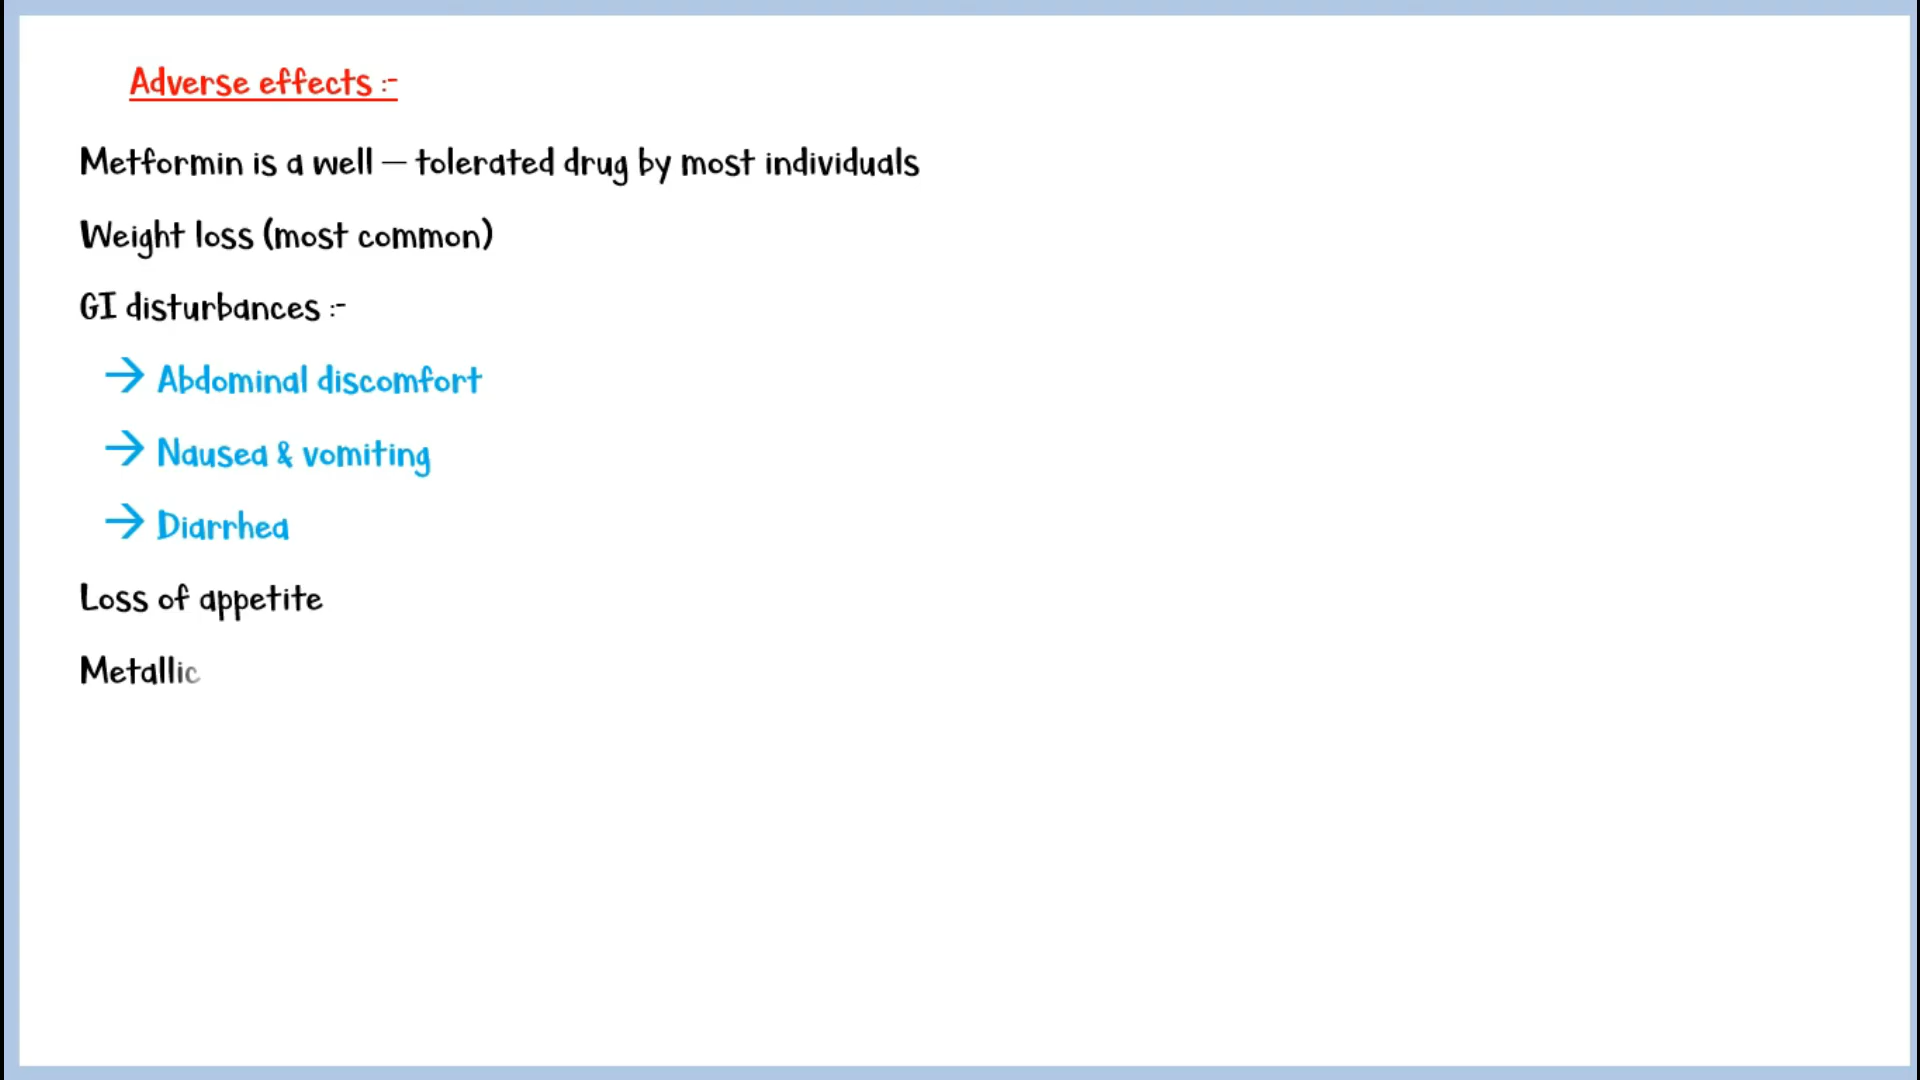 Adverse effects :-
Metformin is a well – tolerated drug by most individuals
Weight loss (most common)
GI disturbances :-
→ Abdominal discomfort
→ Nausea & vomiting
→ Diarrhea
Loss of appetite
Metallic